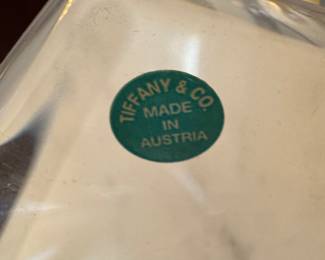 TIFFANY & CO.
MADE
IN
AUSTRIA